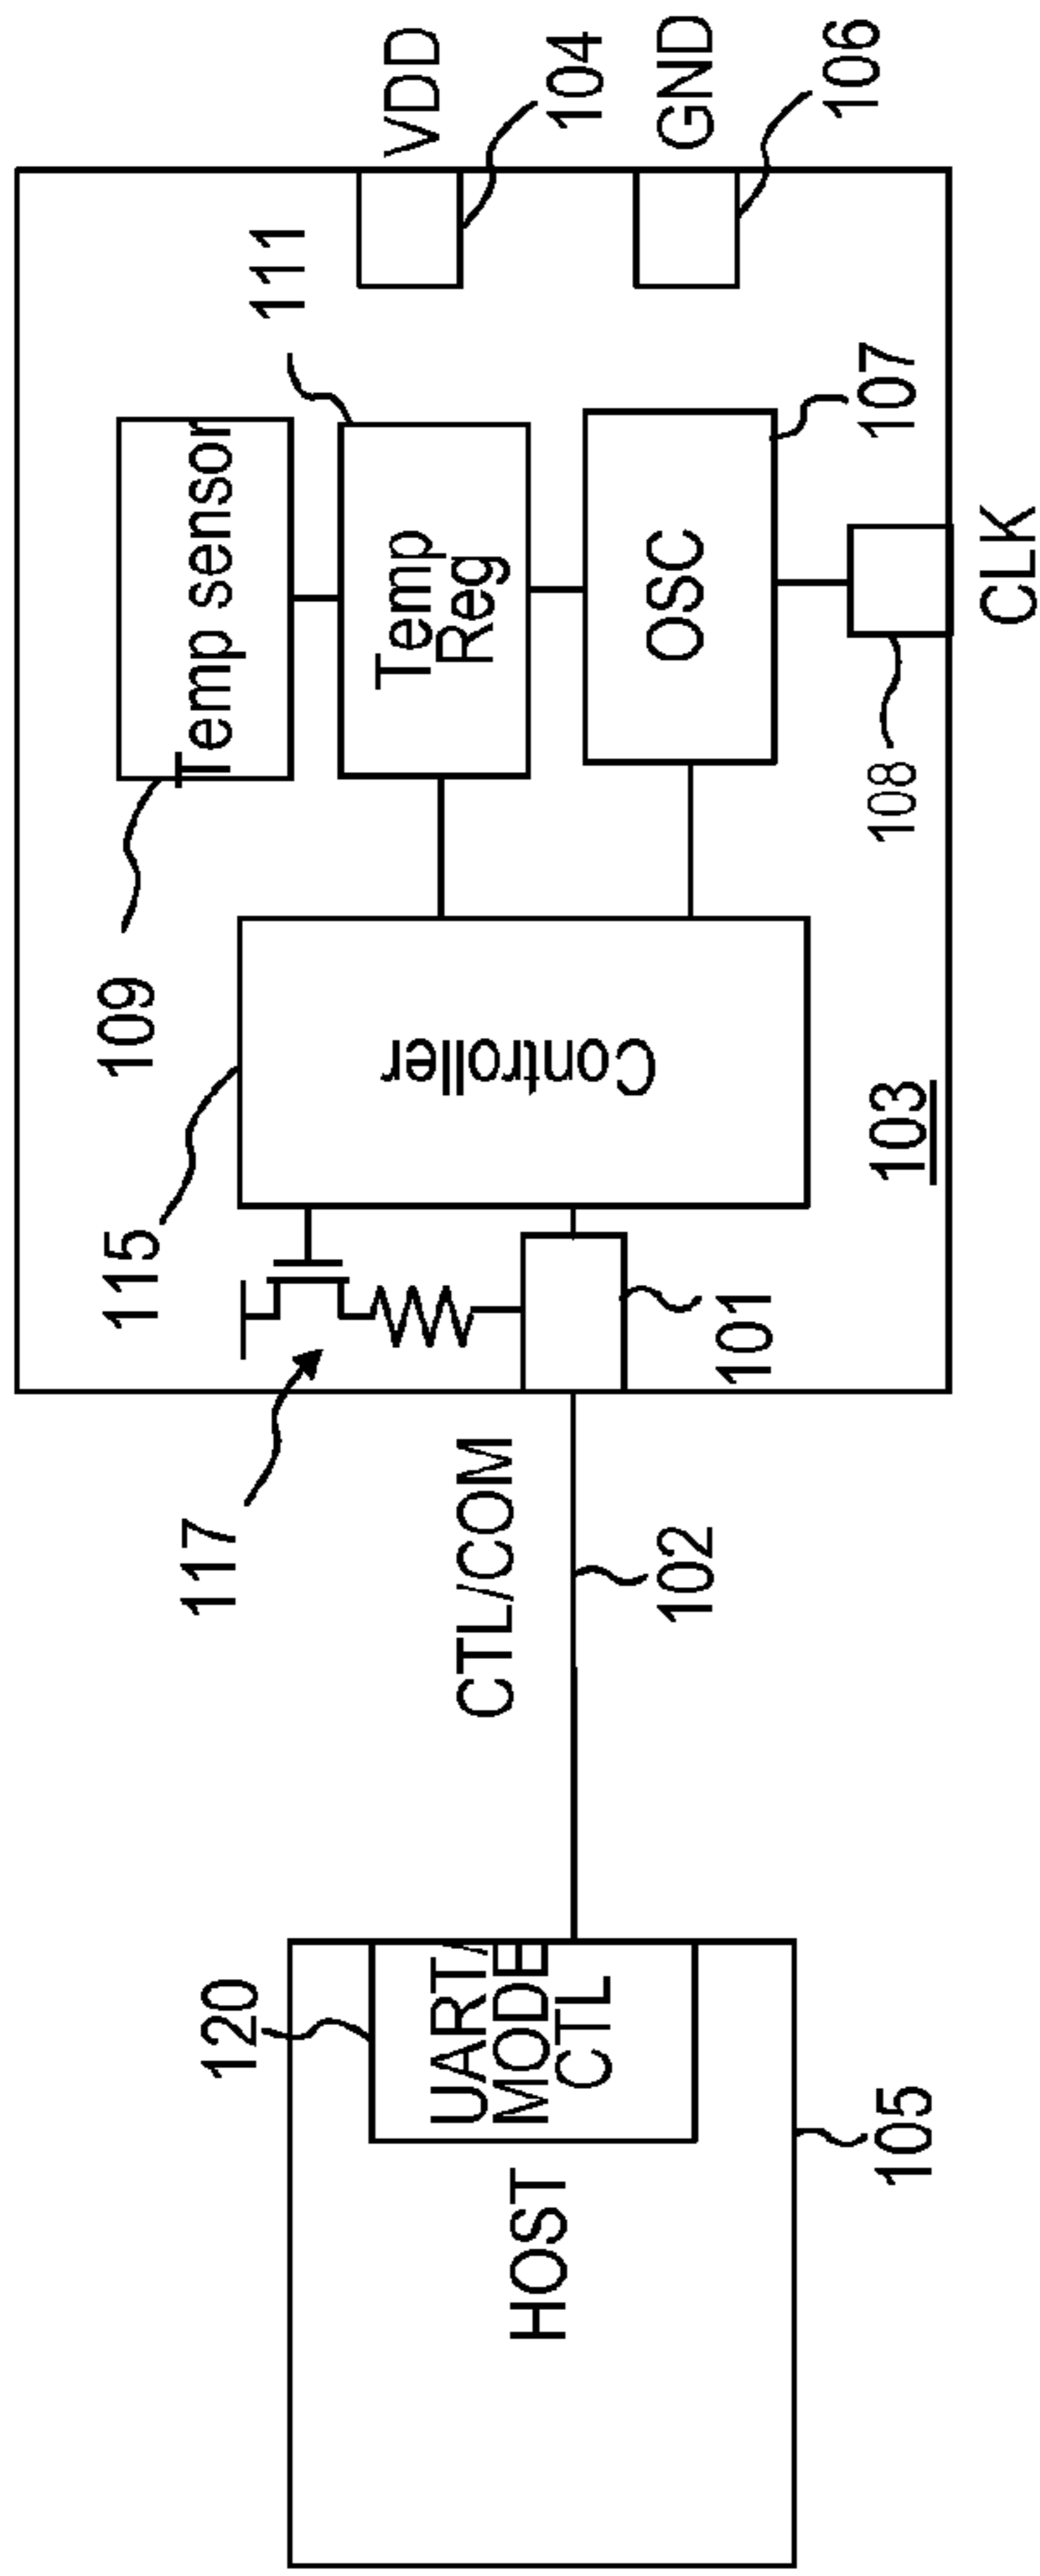 HOST
UART/
MODE
CTL
120
105
CTL/COM
102
117
115
101
Controller
109
Temp sensor
Temp
Reg
111
OSC
107
108
CLK
103
VDD
104
GND
106